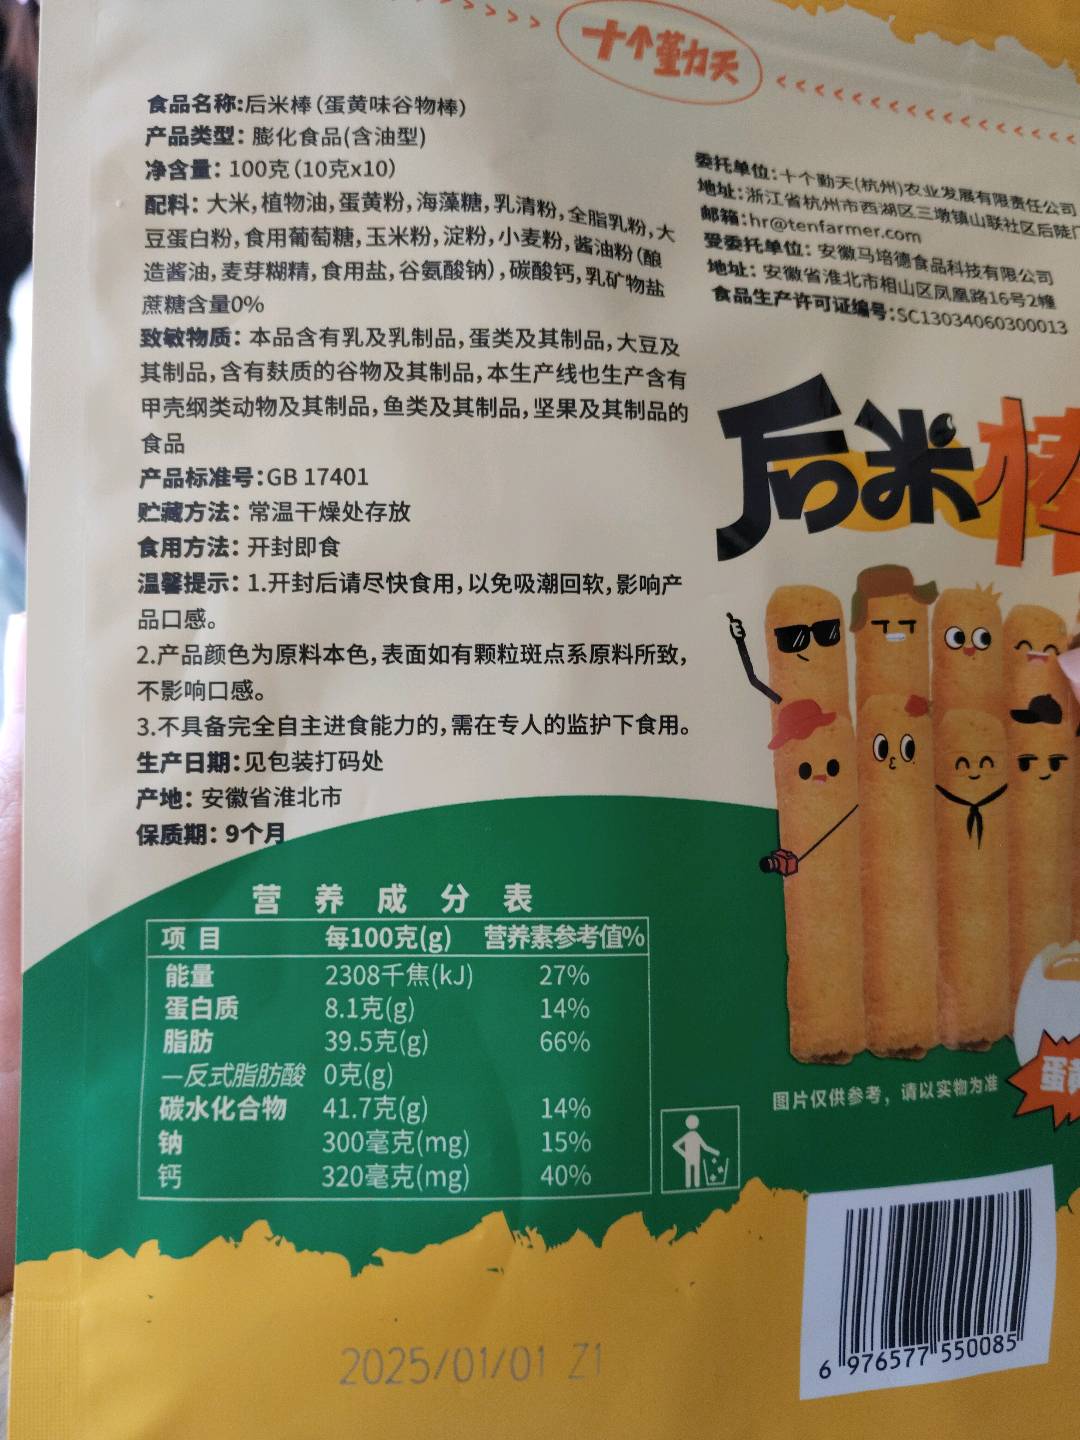 十个勤天
食品名称:后米棒(蛋黄味谷物棒)
产品类型：膨化食品(含油型)
净含量：100克(10克x10)
配料：大米,植物油,蛋黄粉,海藻糖,乳清粉,全脂乳粉,大
豆蛋白粉,食用葡萄糖,玉米粉,淀粉,小麦粉,酱油粉(酿
造酱油,麦芽糊精,食用盐,谷氨酸钠),碳酸钙,乳矿物盐
蔗糖含量0%
致敏物质：本品含有乳及乳制品,蛋类及其制品,大豆及
其制品,含有麸质的谷物及其制品,本生产线也生产含有
甲壳纲类动物及其制品,鱼类及其制品,坚果及其制品的
食品
产品标准号:GB 17401
贮藏方法：常温干燥处存放
食用方法：开封即食
温馨提示：1.开封后请尽快食用,以免吸潮回软,影响产
品口感。
2.产品颜色为原料本色,表面如有颗粒斑点系原料所致,
不影响口感。
3.不具备完全自主进食能力的,需在专人的监护下食用。
生产日期:见包装打码处
产地：安徽省淮北市
保质期：9个月
委托单位:十个勤天(杭州)农业发展有限责任公司
地址:浙江省杭州市西湖区三墩镇山联社区后陡门
邮箱:hr@tenfarmer.com
受委托单位：安徽马培德食品科技有限公司
地址：安徽省淮北市相山区凤凰路16号2幢
食品生产许可证编号:SC13034060300013
后米棒
营养成分表
项目 每100克(g) 营养素参考值%
能量 2308千焦(kJ) 27%
蛋白质 8.1克(g) 14%
脂肪 39.5克(g) 66%
—反式脂肪酸 0克(g)
碳水化合物 41.7克(g) 14%
钠 300毫克(mg) 15%
钙 320毫克(mg) 40%
图片仅供参考，请以实物为准
蛋黄
6 976577 550085
2025/01/01 Z1